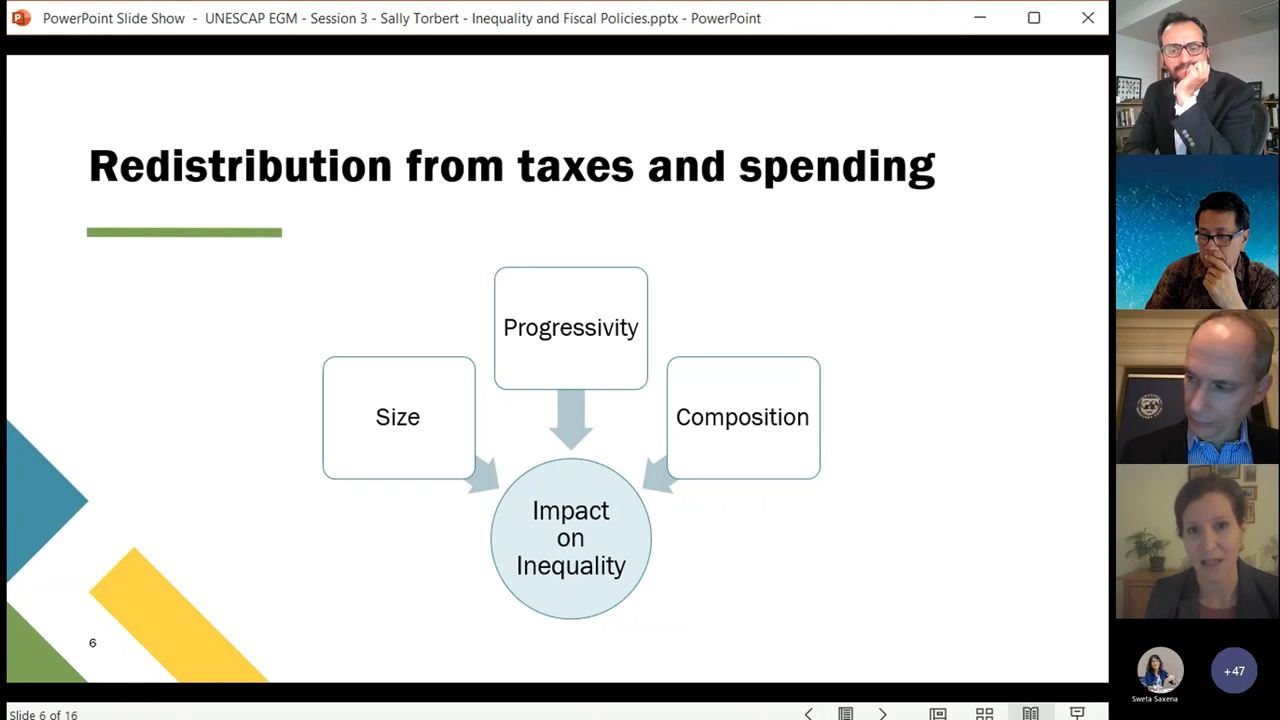 PowerPoint Slide Show - UNESCAP EGM - Session 3 - Sally Torbert - Inequality and Fiscal Policies.pptx - PowerPoint
Redistribution from taxes and spending
Progressivity
Size
Composition
Impact
on
Inequality
6
Sweta Saxena
+47
Slide 6 of 16